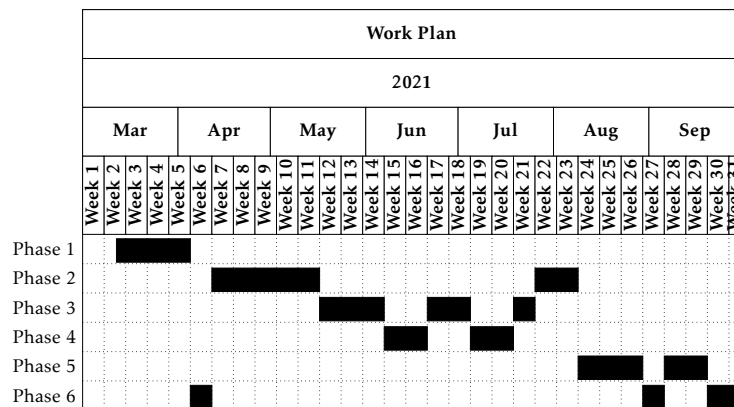 Work Plan
2021
Mar Apr May Jun Jul Aug Sep
Week 1 Week 2 Week 3 Week 4 Week 5 Week 6 Week 7 Week 8 Week 9 Week 10 Week 11 Week 12 Week 13 Week 14 Week 15 Week 16 Week 17 Week 18 Week 19 Week 20 Week 21 Week 22 Week 23 Week 24 Week 25 Week 26 Week 27 Week 28 Week 29 Week 30 Week 31
Phase 1
Phase 2
Phase 3
Phase 4
Phase 5
Phase 6